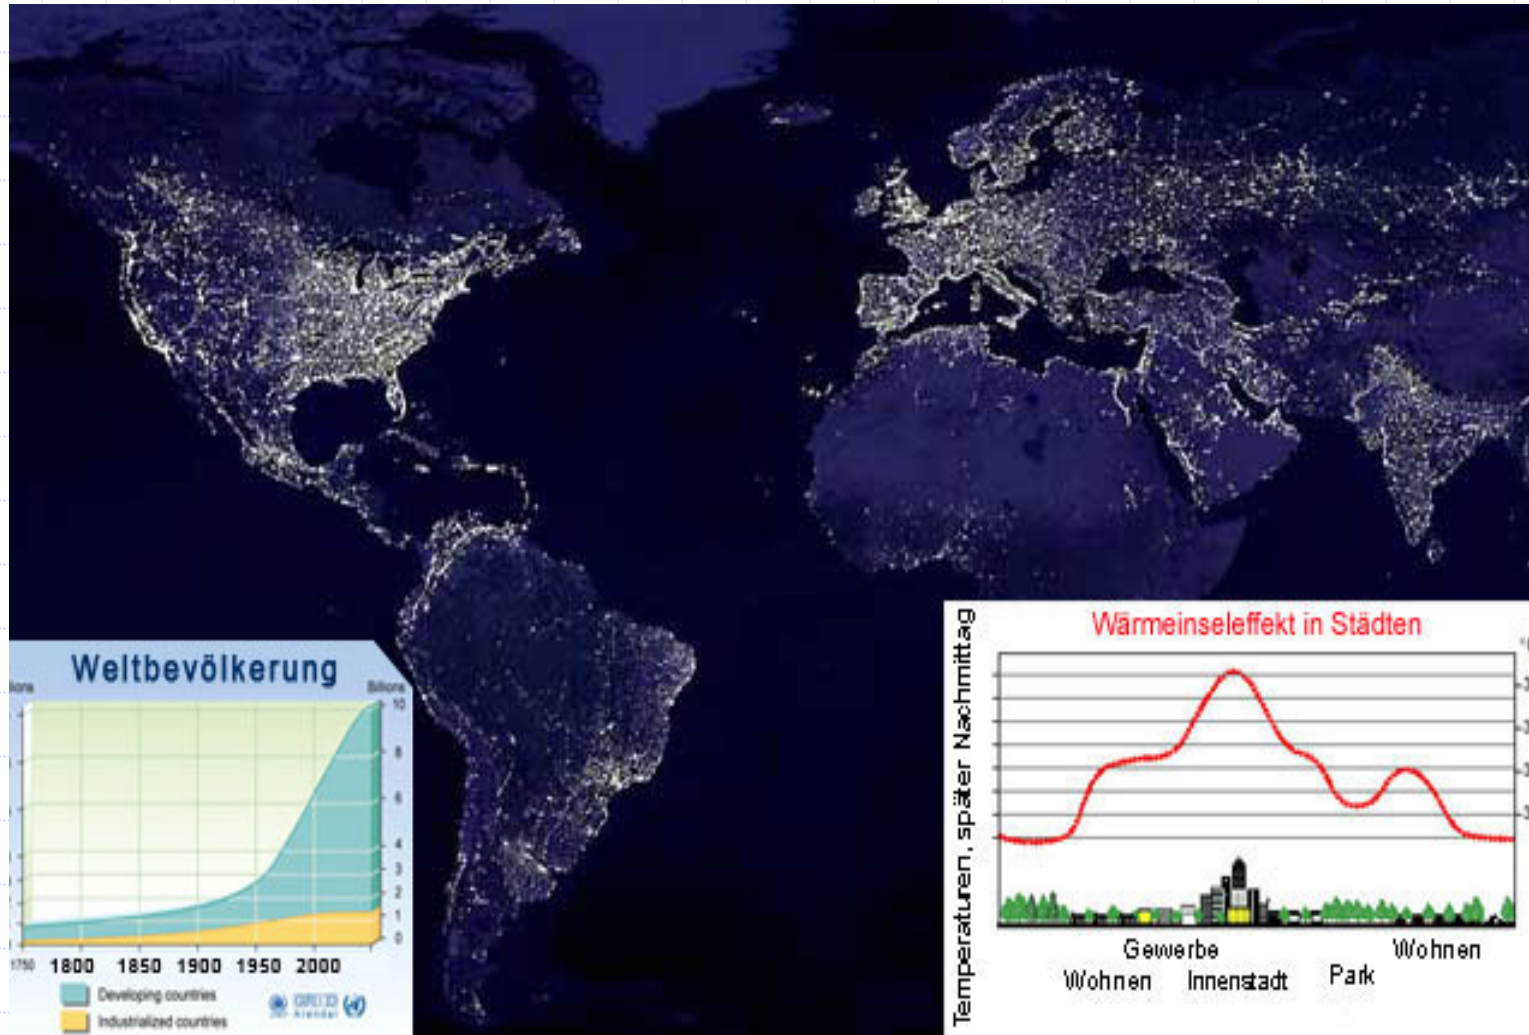 Weltbevölkerung
Billions
10
8
6
4
3
2
1
0
1750
1800
1850
1900
1950
2000
Developing countries
Industrialized countries
Arendal
Wärmeinseleffekt in Städten
Temperaturen, später Nachmittag
Gewerbe
Wohnen
Wohnen
Innenstadt
Park